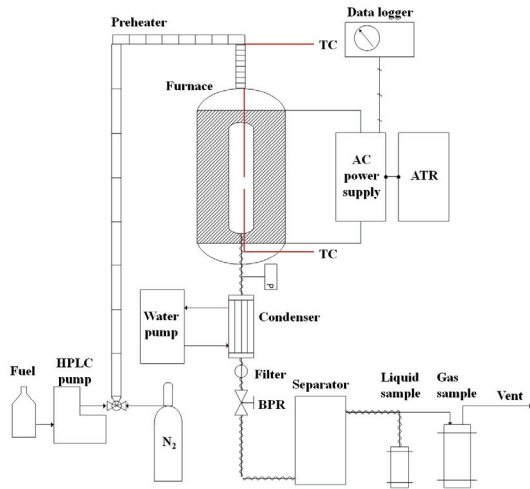 Preheater
Data logger
TC
Furnace
AC
power
supply
ATR
TC
P
Water
pump
Condenser
Fuel
HPLC
pump
Filter
Separator
Liquid
sample
Gas
sample
Vent
BPR
N₂